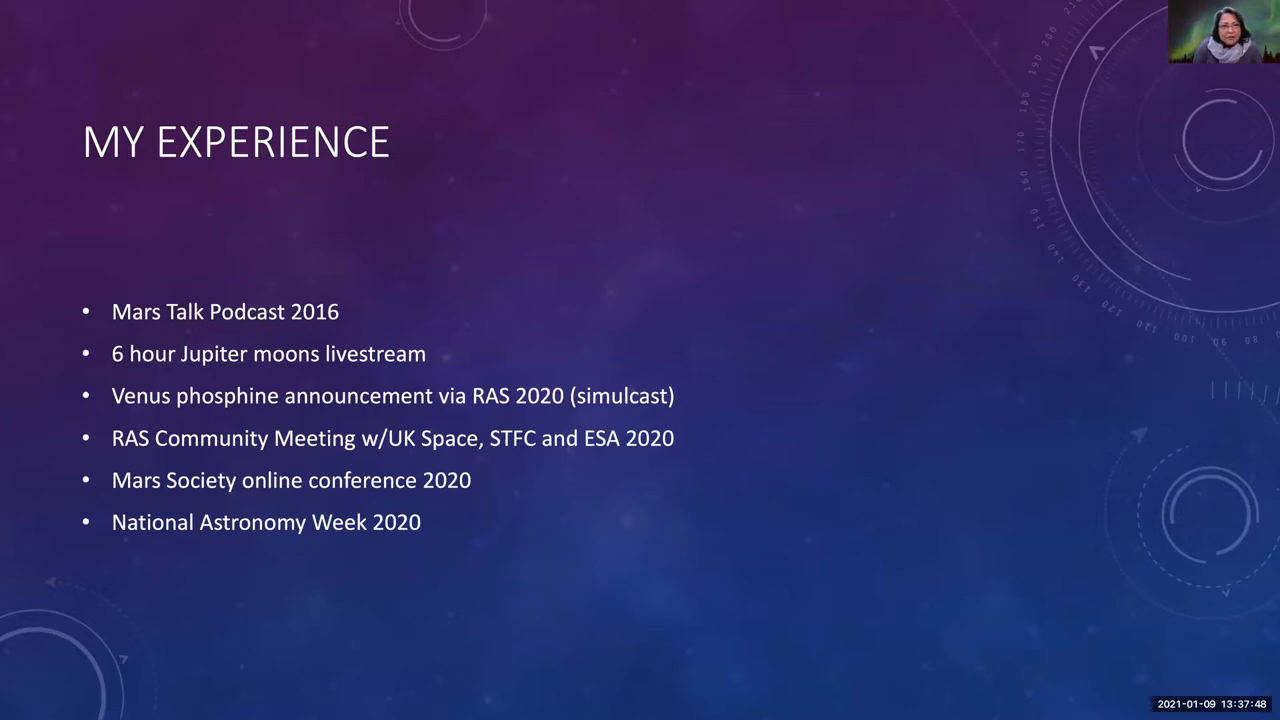 MY EXPERIENCE
• Mars Talk Podcast 2016
• 6 hour Jupiter moons livestream
• Venus phosphine announcement via RAS 2020 (simulcast)
• RAS Community Meeting w/UK Space, STFC and ESA 2020
• Mars Society online conference 2020
• National Astronomy Week 2020
2021-01-09 13:37:48